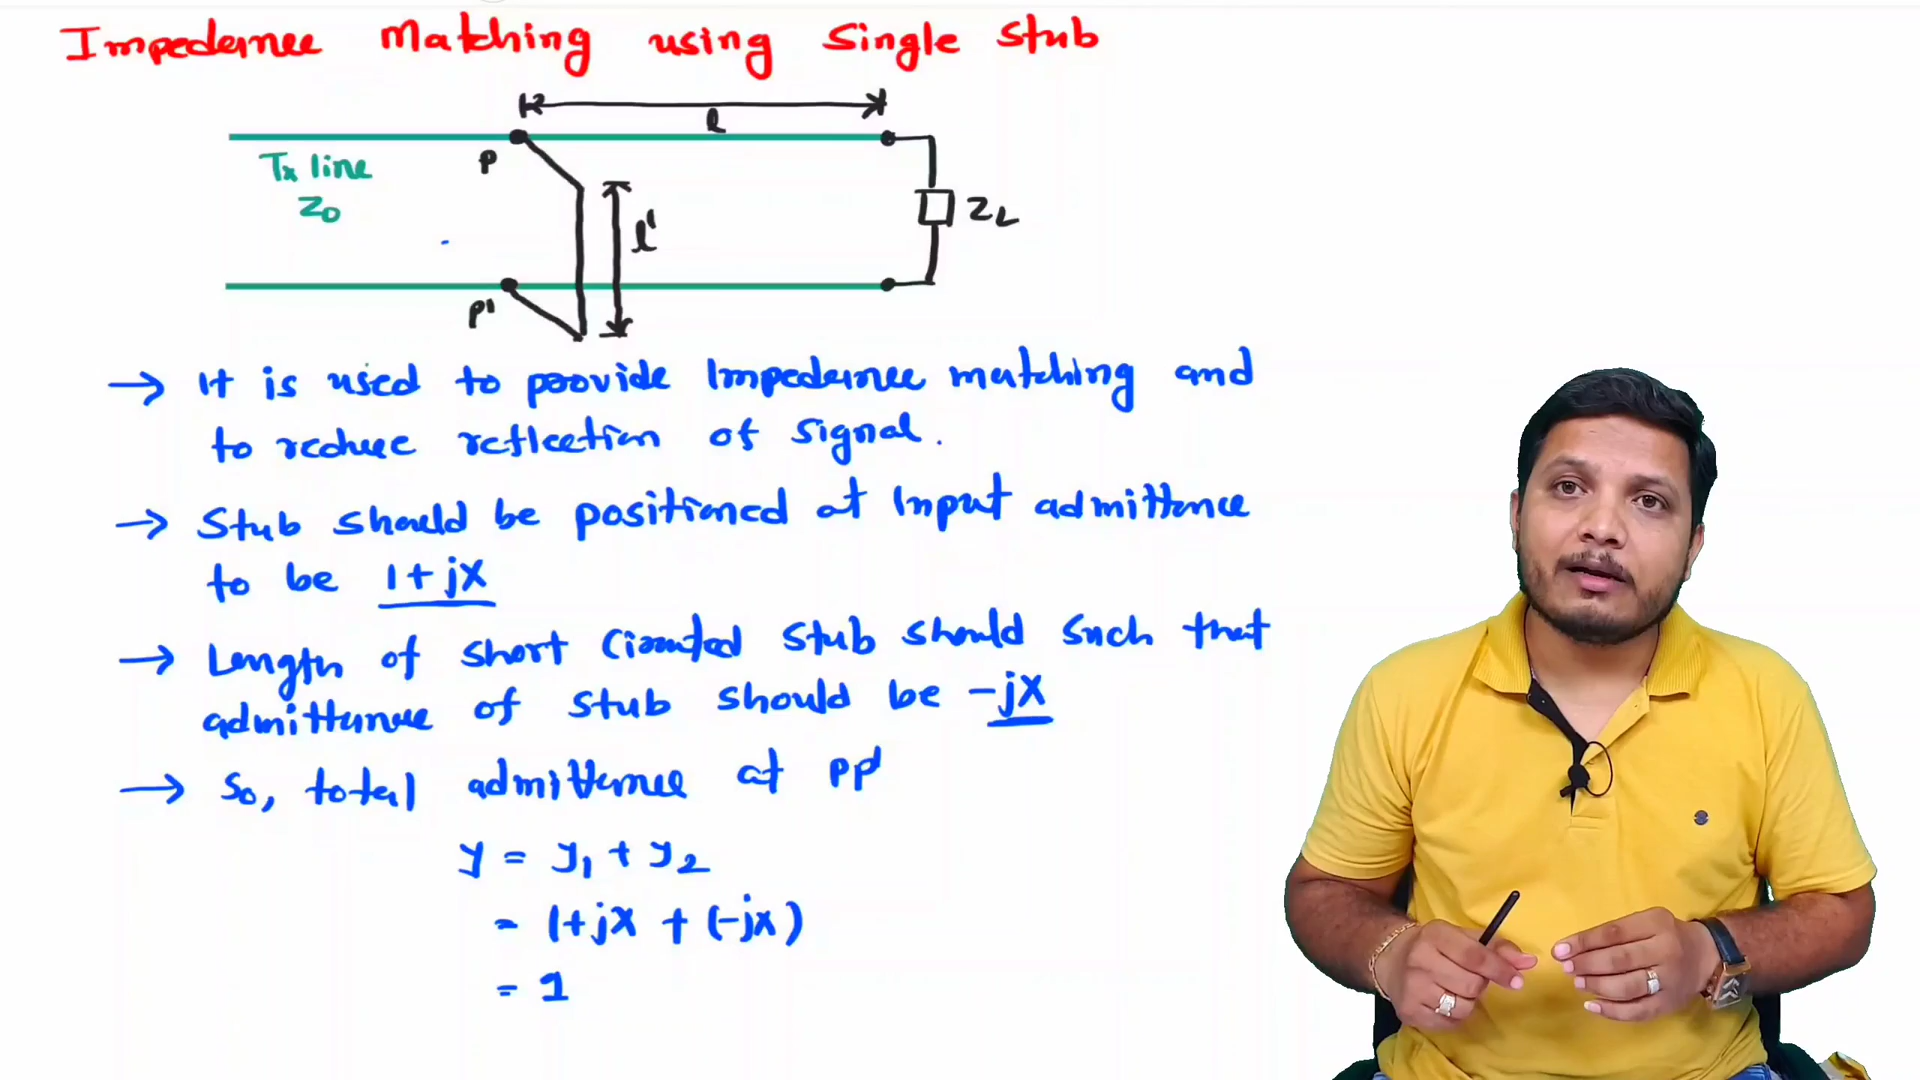 Impedance Matching using Single Stub
l
Tx line
Z0
P
l'
ZL
P'
→ It is used to provide Impedance matching and
to reduce reflection of signal.
→ Stub should be positioned at Input admittance
to be 1+jX
→ Length of short Circuited Stub should such that
admittance of stub should be -jX
→ So, total admittance at PP'
y = y1 + y2
= 1+jX + (-jX)
= 1